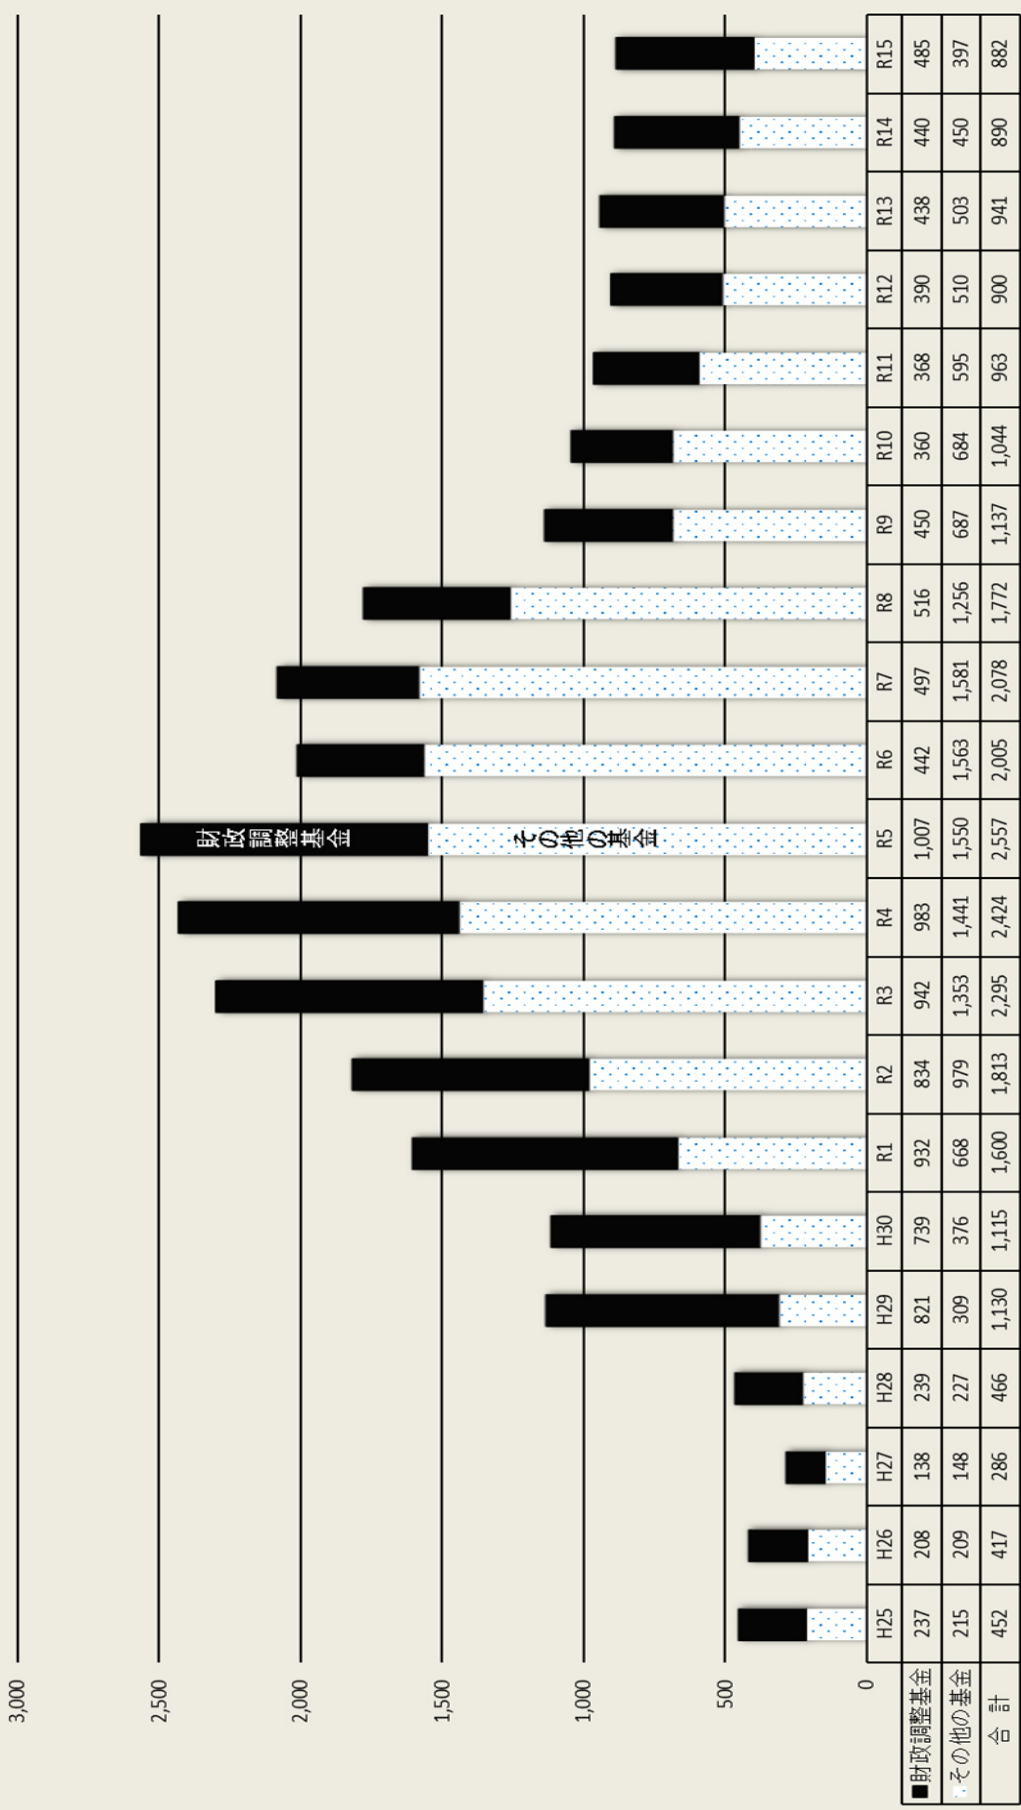 3,000
2,500
2,000
1,500
1,000
500
0
財政調整基金
その他の基金
H25 H26 H27 H28 H29 H30 R1 R2 R3 R4 R5 R6 R7 R8 R9 R10 R11 R12 R13 R14 R15
財政調整基金 237 208 138 239 821 739 932 834 942 983 1,007 442 497 516 450 360 368 390 438 440 485
その他の基金 215 209 148 227 309 376 668 979 1,353 1,441 1,550 1,563 1,581 1,256 687 684 595 510 503 450 397
合 計 452 417 286 466 1,130 1,115 1,600 1,813 2,295 2,424 2,557 2,005 2,078 1,772 1,137 1,044 963 900 941 890 882